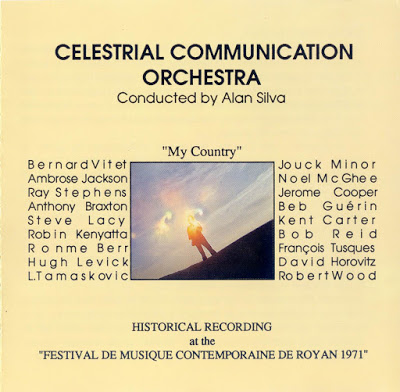 CELESTRIAL COMMUNICATION
ORCHESTRA
Conducted by Alan Silva
"My Country"
Bernard Vitet
Ambrose Jackson
Ray Stephens
Anthony Braxton
Steve Lacy
Robin Kenyatta
Ronme Berr
Hugh Levick
L.Tamaskovic
Jouck Minor
Noel McGhee
Jerome Cooper
Beb Guérin
Kent Carter
Bob Reid
François Tusques
David Horovitz
Robert Wood
HISTORICAL RECORDING
at the
"FESTIVAL DE MUSIQUE CONTEMPORAINE DE ROYAN 1971"